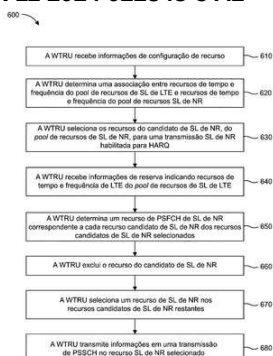 600
A WTRU recebe informações de configuração de recurso
610
A WTRU determina uma associação entre recursos de tempo e
frequência do pool de recursos de SL de LTE e recursos de tempo
e frequência do pool de recursos SL de NR
620
A WTRU seleciona os recursos do candidato de SL de NR, do
pool de recursos de SL de NR, para uma transmissão SL de NR
habilitada para HARQ
630
A WTRU recebe informações de reserva indicando recursos de
tempo e frequência de LTE do pool de recursos de SL de LTE
640
A WTRU determina um recurso de PSFCH de SL de NR
correspondente a cada recurso candidato de SL de NR dos recursos
candidatos de SL de NR selecionados
650
A WTRU exclui o recurso do candidato de SL de NR
660
A WTRU seleciona um recurso de SL de NR nos
recursos candidatos de SL de NR restantes
670
A WTRU transmite informações em uma transmissão
de PSSCH no recurso SL de NR selecionado
680